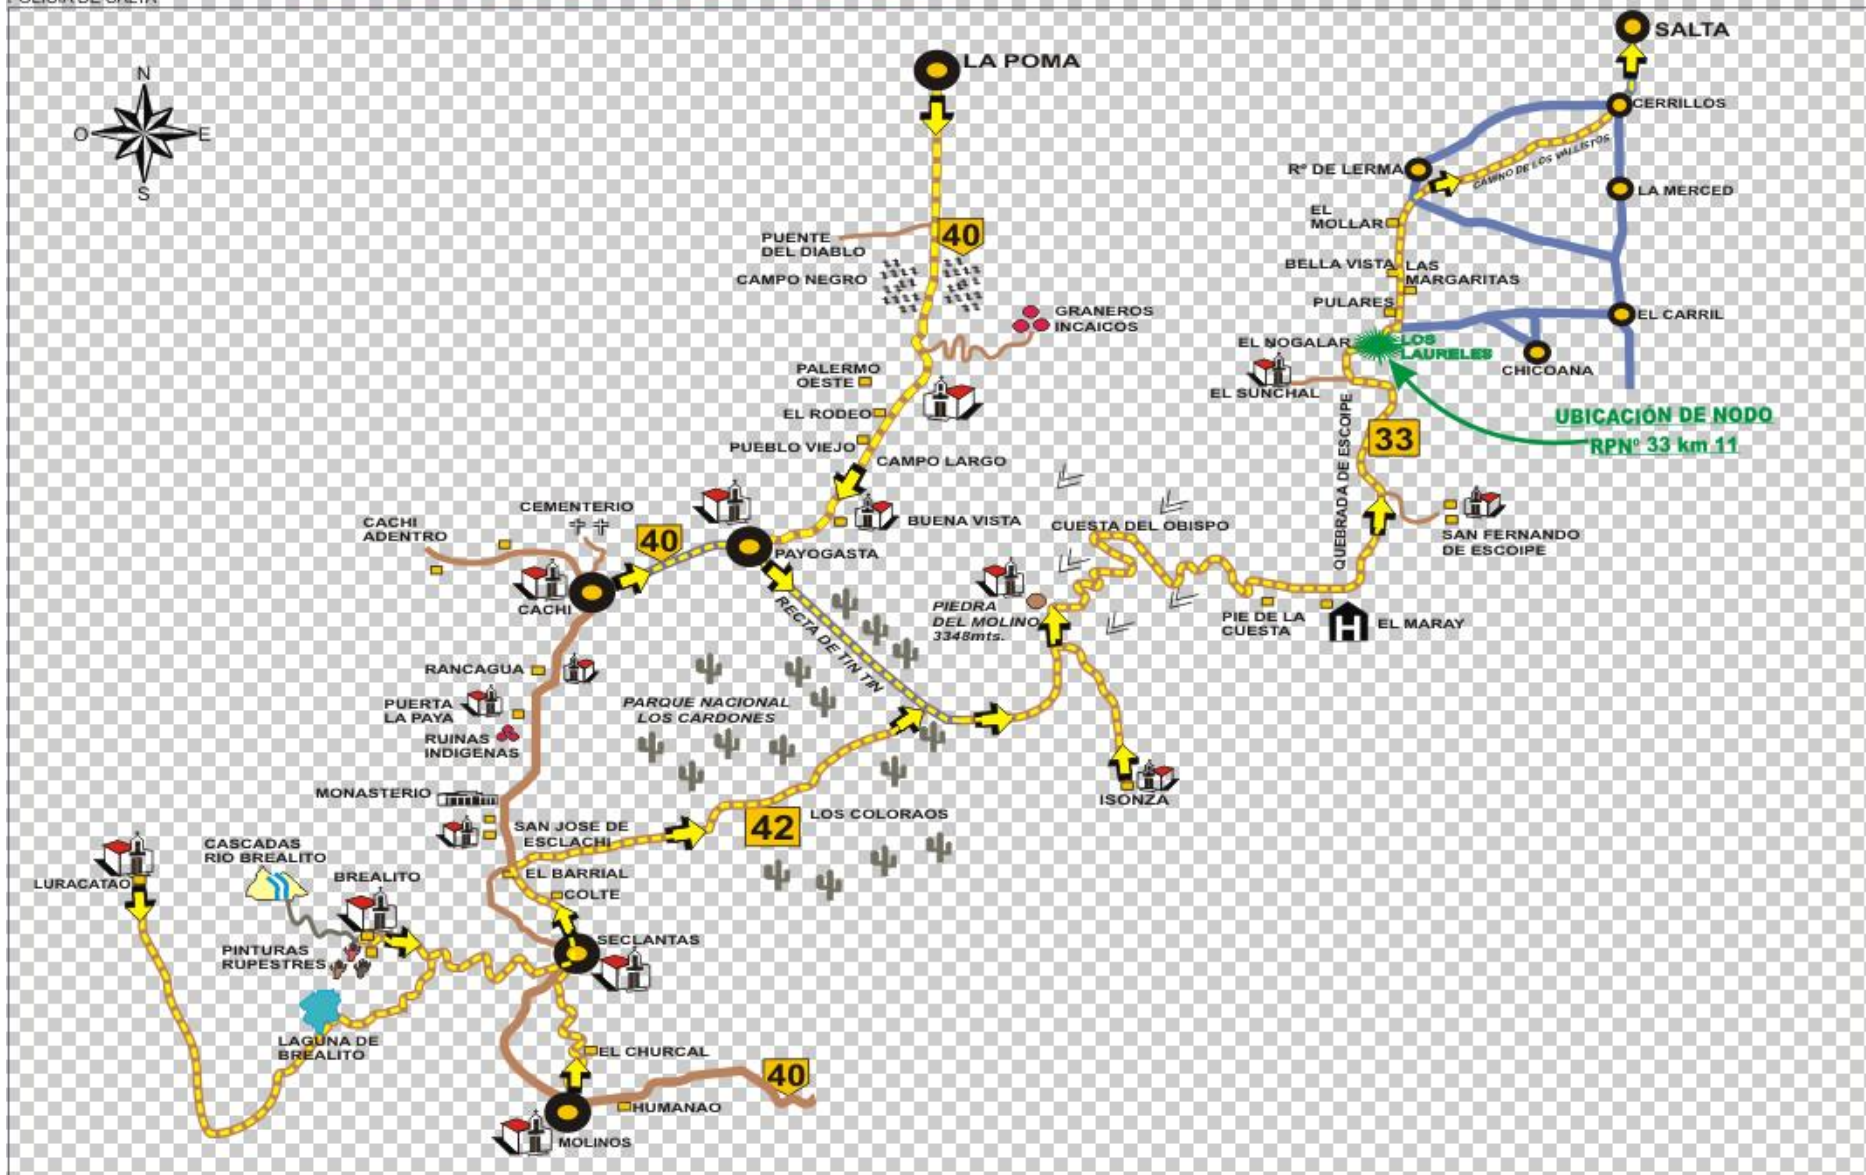 POLICIA DE SALTA
N
O
E
S
LA POMA
SALTA
CERRILLOS
CAMINO DE LOS VALLISTOS
Rº DE LERMA
LA MERCED
EL
MOLLAR
40
PUENTE
DEL DIABLO
CAMPO NEGRO
BELLA VISTA
LAS
MARGARITAS
PULARES
GRANEROS
INCAICOS
EL CARRIL
EL NOGALAR
LOS
LAURELES
CHICOANA
PALERMO
OESTE
EL SUNCHAL
EL RODEO
UBICACIÓN DE NODO
RPNº 33 km 11
33
QUEBRADA DE ESCOIPE
PUEBLO VIEJO
CAMPO LARGO
CEMENTERIO
CACHI
ADENTRO
40
BUENA VISTA
CUESTA DEL OBISPO
SAN FERNANDO
DE ESCOIPE
PAYOGASTA
CACHI
RECTA DE TIN TIN
PIEDRA
DEL MOLINO
3348mts.
PIE DE LA
CUESTA
EL MARAY
RANCAGUA
PUERTA
LA PAYA
PARQUE NACIONAL
LOS CARDONES
RUINAS
INDIGENAS
MONASTERIO
ISONZA
SAN JOSE DE
ESCLACHI
42
LOS COLORAOS
CASCADAS
RIO BREALITO
LURACATAO
BREALITO
EL BARRIAL
COLTE
SECLANTAS
PINTURAS
RUPESTRES
LAGUNA DE
BREALITO
EL CHURCAL
40
HUMANAO
MOLINOS